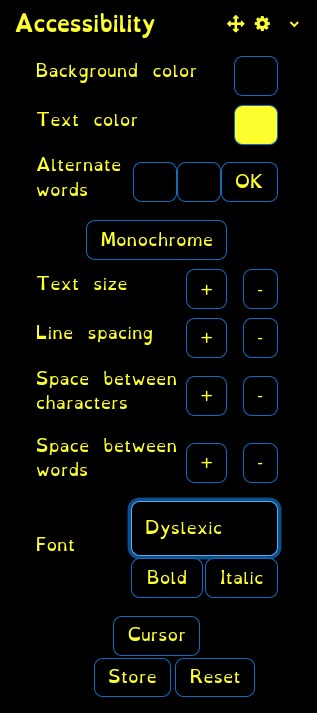 Accessibility
Background color
Text color
Alternate
words
OK
Monochrome
Text size
+ -
Line spacing
+ -
Space between
characters
+ -
Space between
words
+ -
Dyslexic
Font
Bold Italic
Cursor
Store Reset